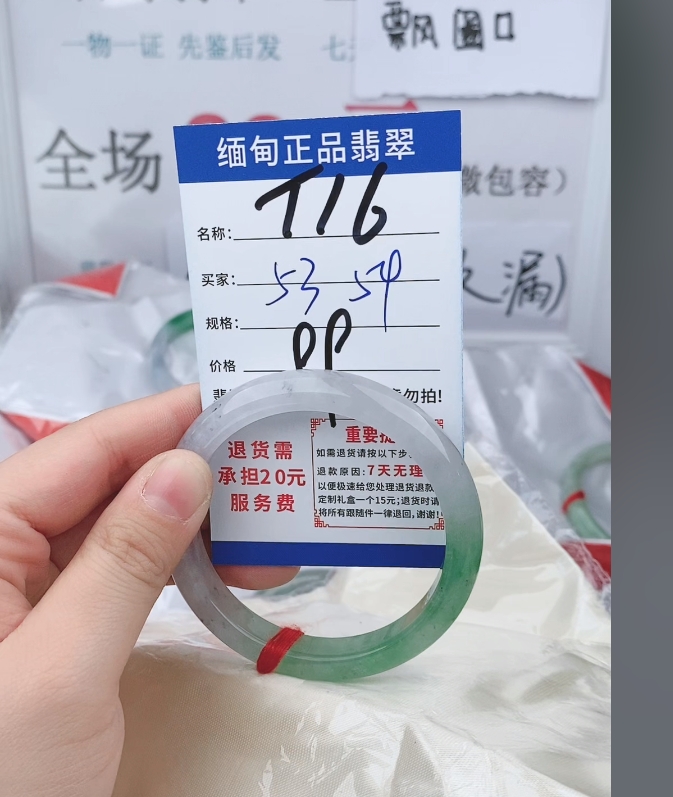 一物一证 先鉴后发 七天
飘风圈口
全场
包容）
漏)
缅甸正品翡翠
名称: T16
买家: 53 54
规格:
价格
勿拍!
退货需
承担20元
服务费
重要提
如需退货请按以下步
退款原因:7天无理
以便极速给您处理退货退款
定制礼盒一个15元;退货时请
将所有跟随件一律退回,谢谢!